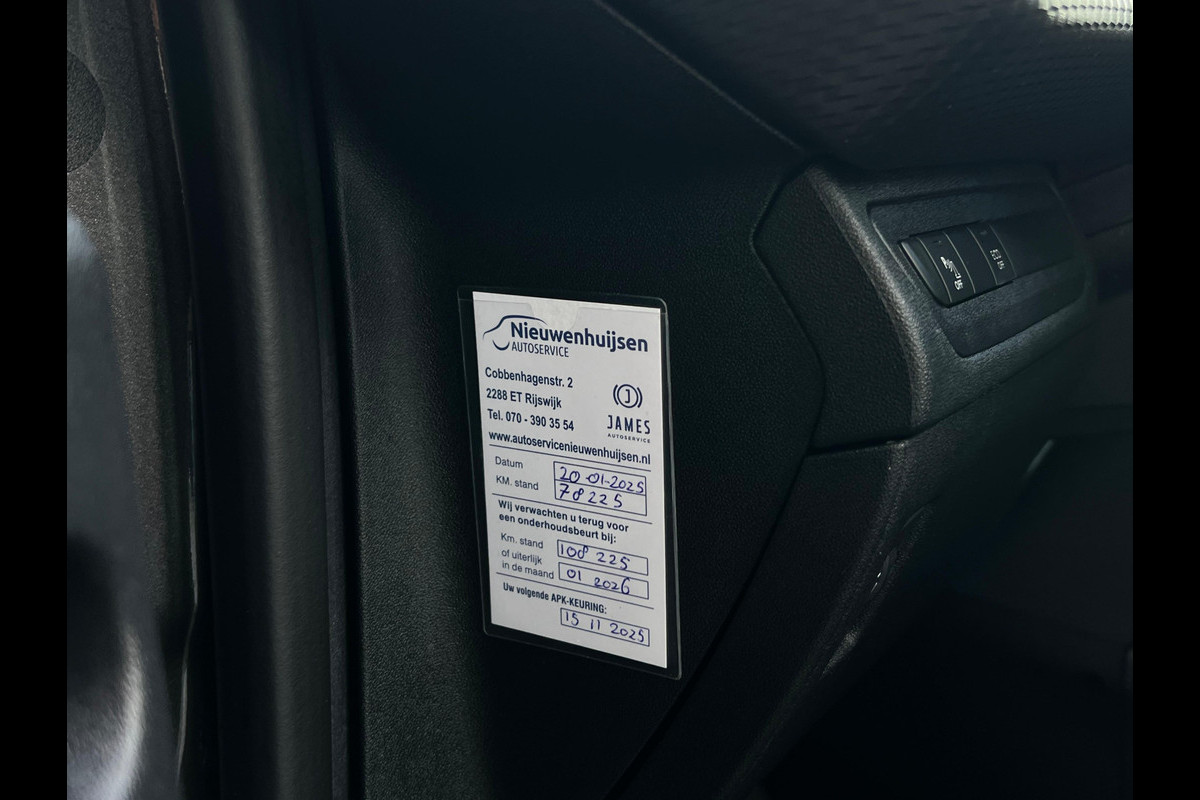 Nieuwenhuijsen
AUTOSERVICE
Cobbenhagenstr. 2
2288 ET Rijswijk
Tel. 070 - 390 35 54
JAMES
AUTOSERVICE
www.autoservicenieuwenhuijsen.nl
Datum 20-01-2025
KM. stand 78225
Wij verwachten u terug voor
een onderhoudsbeurt bij:
Km. stand 108 225
of uiterlijk
in de maand 01 2026
Uw volgende APK-KEURING:
15 11 2025